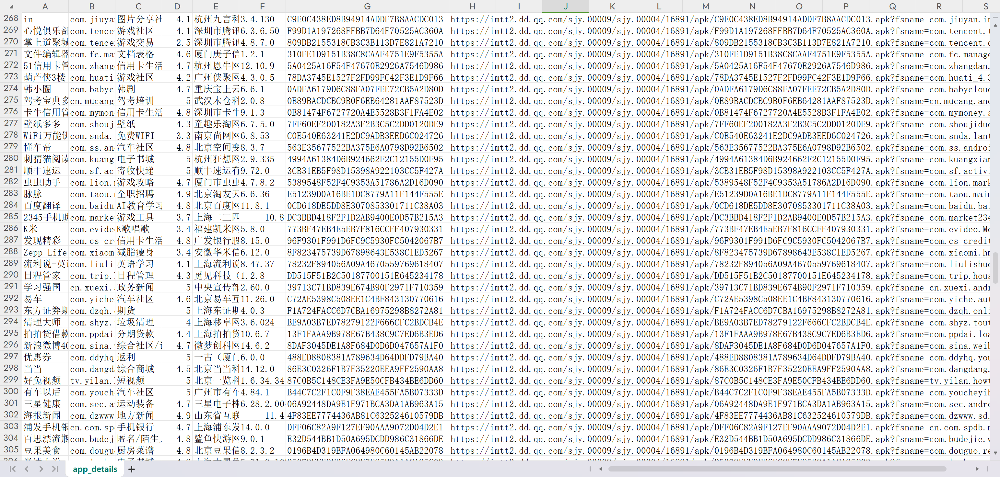 A B C D E F G H I J K L M N O P Q R S
268 in com.jiuya 图片分享社 4.1 杭州九言科 3.4.130 C9E0C438ED8B94914ADDF7B8AACDC013 https://imtt2.dd.qq.com/sjy.00009/sjy.00004/16891/apk/C9E0C438ED8B94914ADDF7B8AACDC013.apk?fsname=com.jiuyan.in
269 心悦俱乐部 com.tence 游戏社区 4.1 深圳市腾讯 6.3.6.50 F99D1A197268FFBB7D64F70525AC360A https://imtt2.dd.qq.com/sjy.00009/sjy.00004/16891/apk/F99D1A197268FFBB7D64F70525AC360A.apk?fsname=com.tencent.
270 掌上道聚城 com.tence 游戏交易 2.5 深圳市腾讯 4.8.7.0 809DB2155318CB3C3B113D7E821A7210 https://imtt2.dd.qq.com/sjy.00009/sjy.00004/16891/apk/809DB2155318CB3C3B113D7E821A7210.apk?fsname=com.tencent.
271 文件编辑器 com.fc.ma 文档表格 4.6 厦门庚子信 1.2.1 310FE1D9151B38C8CAAF4751E9F5355A https://imtt2.dd.qq.com/sjy.00009/sjy.00004/16891/apk/310FE1D9151B38C8CAAF4751E9F5355A.apk?fsname=com.fc.manage
272 51信用卡管 com.zhang 信用卡生活 4.7 杭州恩牛网 12.10.9 5A0425A16F54F47670E2926A7546D986 https://imtt2.dd.qq.com/sjy.00009/sjy.00004/16891/apk/5A0425A16F54F47670E2926A7546D986.apk?fsname=com.zhangdan.
273 葫芦侠3楼 com.huati 游戏社区 4.2 广州侠聚网 4.3.0.5 78DA3745E1527F2FD99FC42F3E1D9F66 https://imtt2.dd.qq.com/sjy.00009/sjy.00004/16891/apk/78DA3745E1527F2FD99FC42F3E1D9F66.apk?fsname=com.huati_4.3
274 韩小圈 com.babyc 韩剧 4.7 重庆宝上云 6.6.1 0ADFA6179D6C88FA07FEE72CB5A2D80D https://imtt2.dd.qq.com/sjy.00009/sjy.00004/16891/apk/0ADFA6179D6C88FA07FEE72CB5A2D80D.apk?fsname=com.babyclou
275 驾考宝典多 cn.mucang 驾考培训 5 武汉木仓科 2.0.8 0E89BACDCBC9B0F6EB64281AAF87523D https://imtt2.dd.qq.com/sjy.00009/sjy.00004/16891/apk/0E89BACDCBC9B0F6EB64281AAF87523D.apk?fsname=cn.mucang.and
276 卡牛信用管 com.mymon 信用卡生活 4.8 深圳市卡牛 9.1.3 0B81474F6727720A4E5528B3F1FA4E02 https://imtt2.dd.qq.com/sjy.00009/sjy.00004/16891/apk/0B81474F6727720A4E5528B3F1FA4E02.apk?fsname=com.mymoney.s
277 壁纸多多 com.shouj 壁纸 4.3 童趣乐淘网 6.7.5.0 7FF60EF200182A3F2B3C5C2DD0120DE9 https://imtt2.dd.qq.com/sjy.00009/sjy.00004/16891/apk/7FF60EF200182A3F2B3C5C2DD0120DE9.apk?fsname=com.shoujiduo
278 WiFi万能钥 com.snda. 免费WIFI 3.3 南京尚网网 6.8.53 C0E540E63241E2DC9ADB3EED6C024726 https://imtt2.dd.qq.com/sjy.00009/sjy.00004/16891/apk/C0E540E63241E2DC9ADB3EED6C024726.apk?fsname=com.snda.lant
279 懂车帝 com.ss.an 汽车社区 4.8 北京空间变 8.3.7 563E35677522BA375E6A0798D92B6502 https://imtt2.dd.qq.com/sjy.00009/sjy.00004/16891/apk/563E35677522BA375E6A0798D92B6502.apk?fsname=com.ss.androi
280 刺猬猫阅读 com.kuang 电子书城 5 杭州狂想网 2.9.335 4994A61384D6B924662F2C12155D0F95 https://imtt2.dd.qq.com/sjy.00009/sjy.00004/16891/apk/4994A61384D6B924662F2C12155D0F95.apk?fsname=com.kuangxian
281 顺丰速运 com.sf.ac 寄收快递 5 顺丰速运有 9.72.0 3CB31EB5F98D15398A922103CC5F427A https://imtt2.dd.qq.com/sjy.00009/sjy.00004/16891/apk/3CB31EB5F98D15398A922103CC5F427A.apk?fsname=com.sf.activi
282 虫虫助手 com.lion. 游戏攻略 4.7 厦门市虫虫 4.7.8.2 5389548F52F4C9353A51786A2D16D090 https://imtt2.dd.qq.com/sjy.00009/sjy.00004/16891/apk/5389548F52F4C9353A51786A2D16D090.apk?fsname=com.lion.mark
283 脉脉 com.taou. 全职招聘 4.9 北京淘友天 6.6.36 E51239D0A16BE1DC8779A11F144F555E https://imtt2.dd.qq.com/sjy.00009/sjy.00004/16891/apk/E51239D0A16BE1DC8779A11F144F555E.apk?fsname=com.taou.mai
284 百度翻译 com.baidu AI教育学习 4.8 北京百度网 11.8.1 0CD618DE5DD8E3070853301711C38A03 https://imtt2.dd.qq.com/sjy.00009/sjy.00004/16891/apk/0CD618DE5DD8E3070853301711C38A03.apk?fsname=com.baidu.bai
285 2345手机助 com.marke 游戏工具 3.7 上海二三四 10.8 DC3BBD418F2F1D2AB9400E0D57B215A3 https://imtt2.dd.qq.com/sjy.00009/sjy.00004/16891/apk/DC3BBD418F2F1D2AB9400E0D57B215A3.apk?fsname=com.market234
286 K米 com.evide K歌唱歌 3.4 福建凯米网 5.8.0 773BF47EB4E5EB7F816CCFF407930331 https://imtt2.dd.qq.com/sjy.00009/sjy.00004/16891/apk/773BF47EB4E5EB7F816CCFF407930331.apk?fsname=com.evideo.Mo
287 发现精彩 com.cs_cr 信用卡生活 4.8 广发银行股 8.15.0 96F9301F991D6FC9C5930FC5042067B7 https://imtt2.dd.qq.com/sjy.00009/sjy.00004/16891/apk/96F9301F991D6FC9C5930FC5042067B7.apk?fsname=com.cs_credit
288 Zepp Life com.xiaom 减脂瘦身 3.4 安徽华米信 6.12.0 8F823475739D67898643E538C1ED5267 https://imtt2.dd.qq.com/sjy.00009/sjy.00004/16891/apk/8F823475739D67898643E538C1ED5267.apk?fsname=com.xiaomi.hm
289 流利说-英语 com.liuli 英语学习 4.1 上海流利说 8.47.37 78232F894056A09A4670559769618407 https://imtt2.dd.qq.com/sjy.00009/sjy.00004/16891/apk/78232F894056A09A4670559769618407.apk?fsname=com.liulishuo
290 日程管家 com.trip. 日程管理 4.3 觅见科技（ 1.2.8 DD515F51B2C50187700151E645234178 https://imtt2.dd.qq.com/sjy.00009/sjy.00004/16891/apk/DD515F51B2C50187700151E645234178.apk?fsname=com.trip.hous
291 学习强国 cn.xuexi. 政务新闻 5 中央宣传部 2.60.0 39713C71BD839E674B90F2971F710359 https://imtt2.dd.qq.com/sjy.00009/sjy.00004/16891/apk/39713C71BD839E674B90F2971F710359.apk?fsname=cn.xuexi.andr
292 易车 com.yiche 汽车社区 4.6 北京易车互 11.26.0 C72AE5398C508EE1C4BF843130770616 https://imtt2.dd.qq.com/sjy.00009/sjy.00004/16891/apk/C72AE5398C508EE1C4BF843130770616.apk?fsname=com.yiche.aut
293 东方证券期 com.dzqh. 期货 5 上海东证期 4.0.3 F1A724FACC6D7CBA16975298B8272A81 https://imtt2.dd.qq.com/sjy.00009/sjy.00004/16891/apk/F1A724FACC6D7CBA16975298B8272A81.apk?fsname=com.dzqh.onli
294 清理大师 com.shyz. 垃圾清理 4 上海移卓网 3.6.024 BE9A03B7ED78279122F666CFC2BDCB4E https://imtt2.dd.qq.com/sjy.00009/sjy.00004/16891/apk/BE9A03B7ED78279122F666CFC2BDCB4E.apk?fsname=com.shyz.tout
295 拍拍贷借款 com.ppdai 分期贷款 4.4 上海拍拍贷 10.6.7 13F1FAAA9B978E67B438C9C7ED6B3ED6 https://imtt2.dd.qq.com/sjy.00009/sjy.00004/16891/apk/13F1FAAA9B978E67B438C9C7ED6B3ED6.apk?fsname=com.ppdai.loa
296 新浪微博4G com.sina. 综合社区/ 4.7 微梦创科网 14.6.2 8DAF3045DE1A8F684D0D6D047657A1F0 https://imtt2.dd.qq.com/sjy.00009/sjy.00004/16891/apk/8DAF3045DE1A8F684D0D6D047657A1F0.apk?fsname=com.sina.weib
297 优惠券 com.ddyhq 返利 5 一古（厦门 6.0.0 488ED8808381A789634D64DDFD79BA40 https://imtt2.dd.qq.com/sjy.00009/sjy.00004/16891/apk/488ED8808381A789634D64DDFD79BA40.apk?fsname=com.ddyhq.you
298 当当 com.dangd 综合商城 4.5 北京当当科 14.12.0 86E3C0326F1B7F35220EEA9FF2590AA8 https://imtt2.dd.qq.com/sjy.00009/sjy.00004/16891/apk/86E3C0326F1B7F35220EEA9FF2590AA8.apk?fsname=com.dangdang.
299 好兔视频 tv.yilan. 短视频 5 北京一览科 1.6.34.34 87C0B5C148CE3FA9E50CFB434BE6DD60 https://imtt2.dd.qq.com/sjy.00009/sjy.00004/16891/apk/87C0B5C148CE3FA9E50CFB434BE6DD60.apk?fsname=tv.yilan.howt
300 有车以后 com.youch 汽车社区 5 广州市有车 4.84.1 B44C7C2F1C0F9F38EAE455FA5B07333D https://imtt2.dd.qq.com/sjy.00009/sjy.00004/16891/apk/B44C7C2F1C0F9F38EAE455FA5B07333D.apk?fsname=com.youcheyih
301 三星健康 com.sec.a 运动装备 4.7 三星电子株 6.28.2.00 06A92448DA9E1F971BCA3DA1AB963A15 https://imtt2.dd.qq.com/sjy.00009/sjy.00004/16891/apk/06A92448DA9E1F971BCA3DA1AB963A15.apk?fsname=com.sec.andro
302 海报新闻 com.dzwww 地方新闻 4.9 山东省互联 11.4 4F83EE7774436AB81C632524610579DB https://imtt2.dd.qq.com/sjy.00009/sjy.00004/16891/apk/4F83EE7774436AB81C632524610579DB.apk?fsname=com.dzwww.sd.
303 浦发手机银 cn.com.sp 手机银行 4.7 上海浦东发 14.0.0 DFF06C82A9F127EF90AAA9072D04D2E1 https://imtt2.dd.qq.com/sjy.00009/sjy.00004/16891/apk/DFF06C82A9F127EF90AAA9072D04D2E1.apk?fsname=cn.com.spdb.m
304 百思漂流瓶 com.budej 匿名/陌生 4.8 鲨鱼快游网 9.0.1 E32D544BB1D50A695DCDD986C31866DE https://imtt2.dd.qq.com/sjy.00009/sjy.00004/16891/apk/E32D544BB1D50A695DCDD986C31866DE.apk?fsname=com.budejie.w
305 豆果美食 com.dougu 厨房菜谱 4.8 北京豆果信 8.2.3.2 0196B4D319BFA064980C60145AB22078 https://imtt2.dd.qq.com/sjy.00009/sjy.00004/16891/apk/0196B4D319BFA064980C60145AB22078.apk?fsname=com.douguo.re
app_details